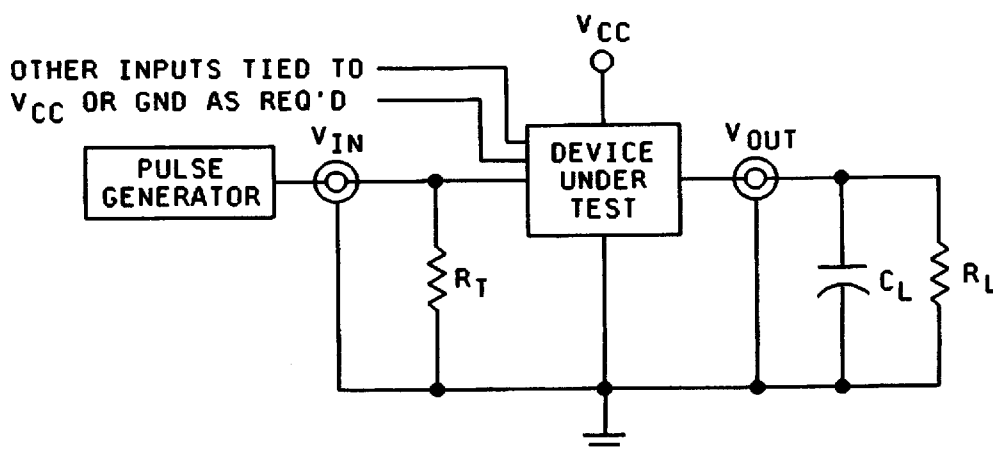 VCC
OTHER INPUTS TIED TO
VCC OR GND AS REQ'D
VIN
VOUT
PULSE
GENERATOR
DEVICE
UNDER
TEST
RT
CL
RL